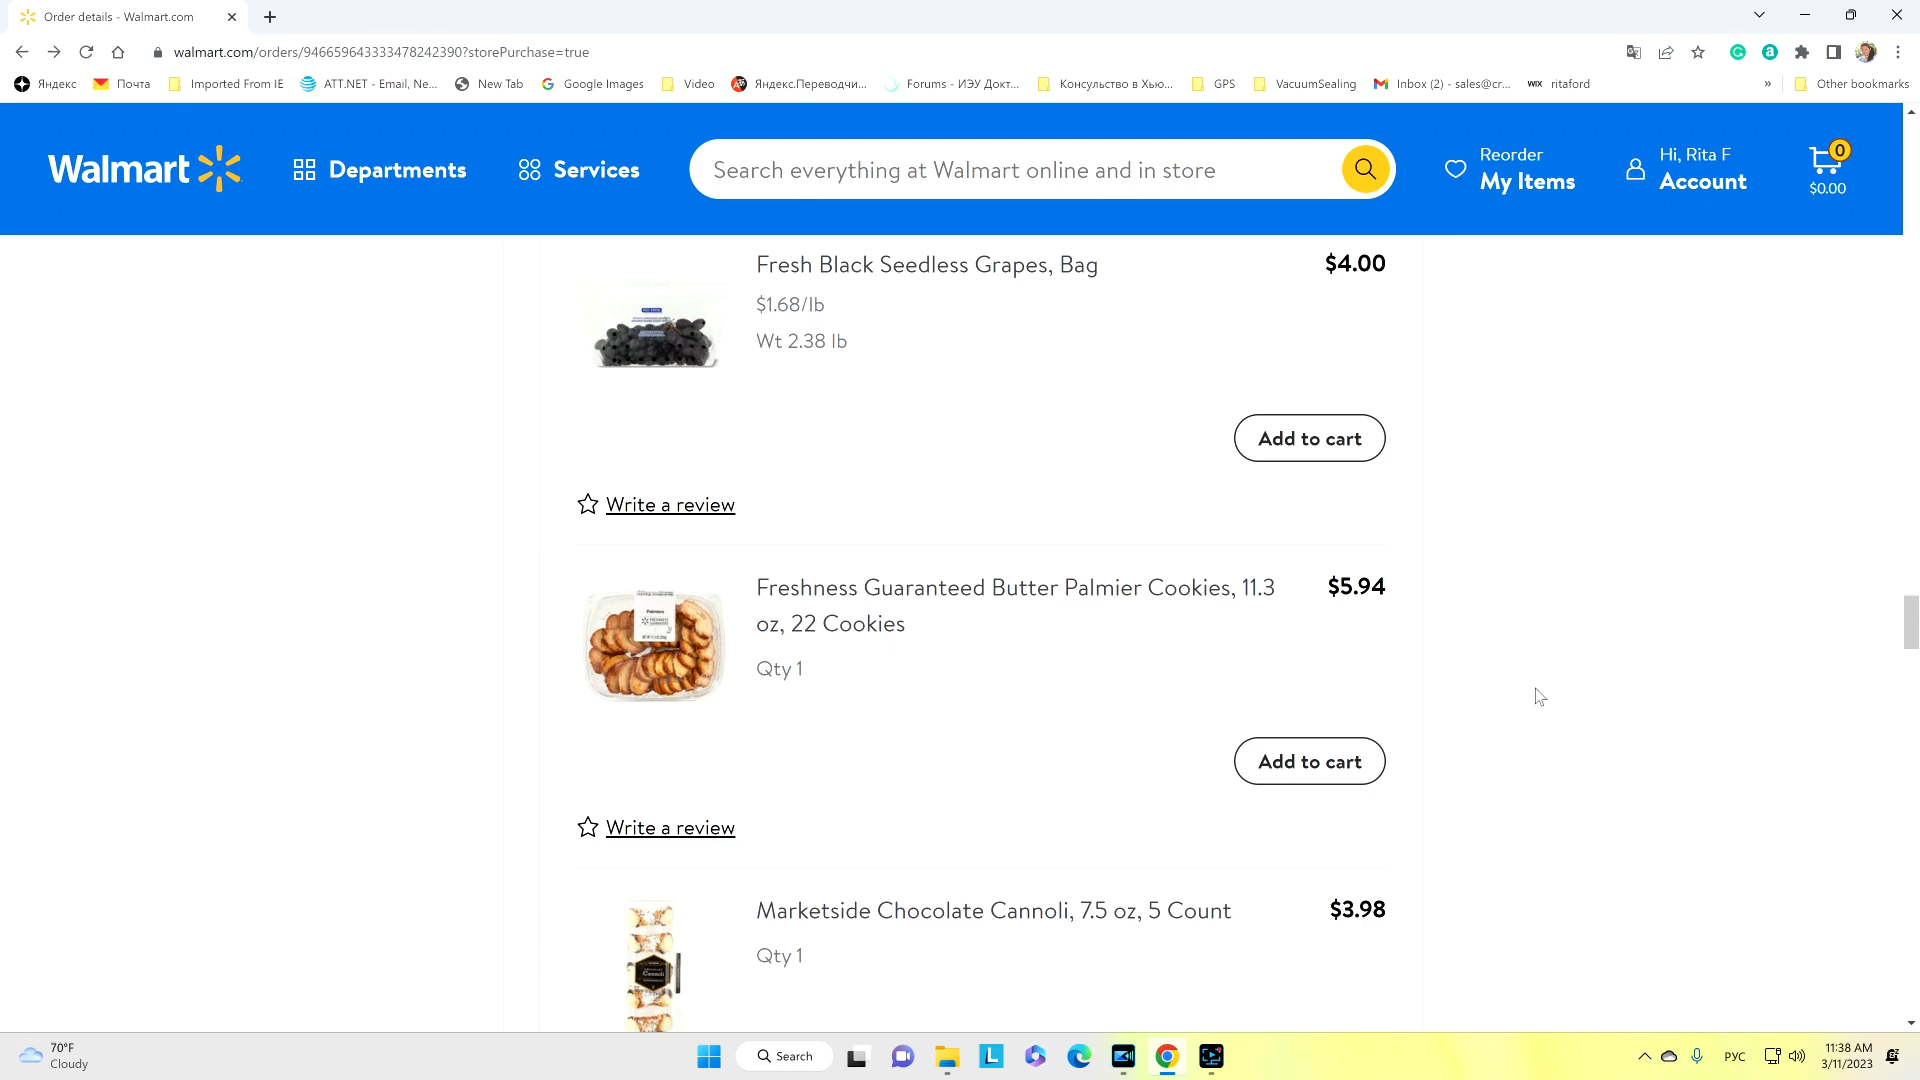 Order details - Walmart.com
walmart.com/orders/946659643333478242390?storePurchase=true
Яндекс
Почта
Imported From IE
ATT.NET - Email, Ne...
New Tab
Google Images
Video
Яндекс.Переводчи...
Forums - ИЭУ Докт...
Консульство в Хью...
GPS
VacuumSealing
Inbox (2) - sales@cr...
WIX ritaford
»
Other bookmarks
Walmart
Departments
Services
Search everything at Walmart online and in store
Reorder
My Items
Hi, Rita F
Account
0
$0.00
Fresh Black Seedless Grapes, Bag
$4.00
$1.68/lb
Wt 2.38 lb
Add to cart
Write a review
Freshness Guaranteed Butter Palmier Cookies, 11.3
oz, 22 Cookies
$5.94
Qty 1
Palmiers
Add to cart
Write a review
Marketside Chocolate Cannoli, 7.5 oz, 5 Count
$3.98
Qty 1
Cannoli
70°F
Cloudy
Search
L
РУС
11:38 AM
3/11/2023